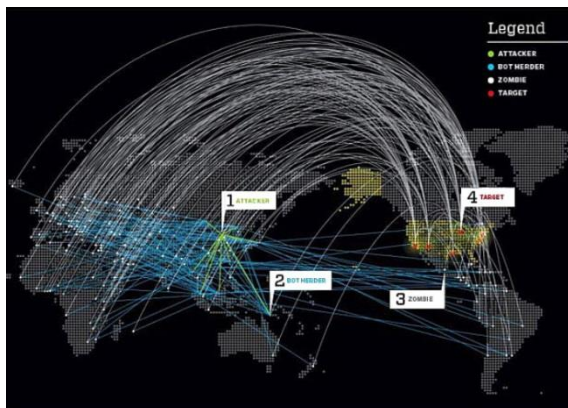 Legend
ATTACKER
BOT HERDER
ZOMBIE
TARGET
1 ATTACKER
4 TARGET
2 BOT HERDER
3 ZOMBIE